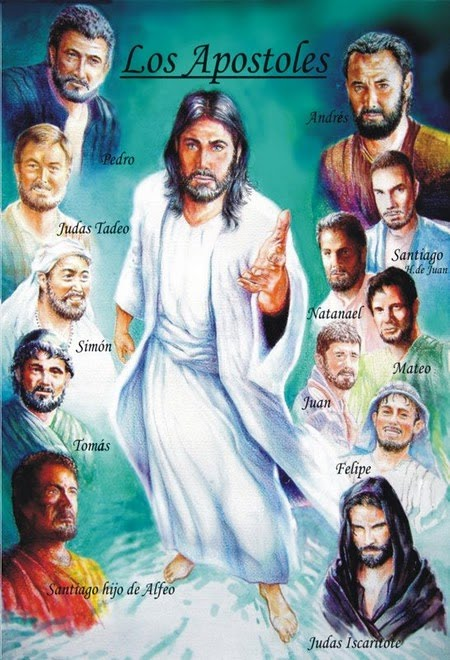 Los Apostoles
Pedro
Andrés
Judas Tadeo
Santiago
H. de Juan
Natanael
Simón
Mateo
Juan
Tomás
Felipe
Santiago hijo de Alfeo
Judas Iscaritote